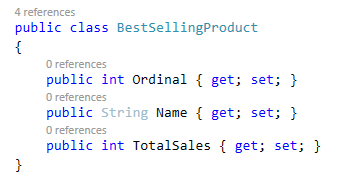 4 references
public class BestSellingProduct
{
0 references
public int Ordinal { get; set; }
0 references
public String Name { get; set; }
0 references
public int TotalSales { get; set; }
}